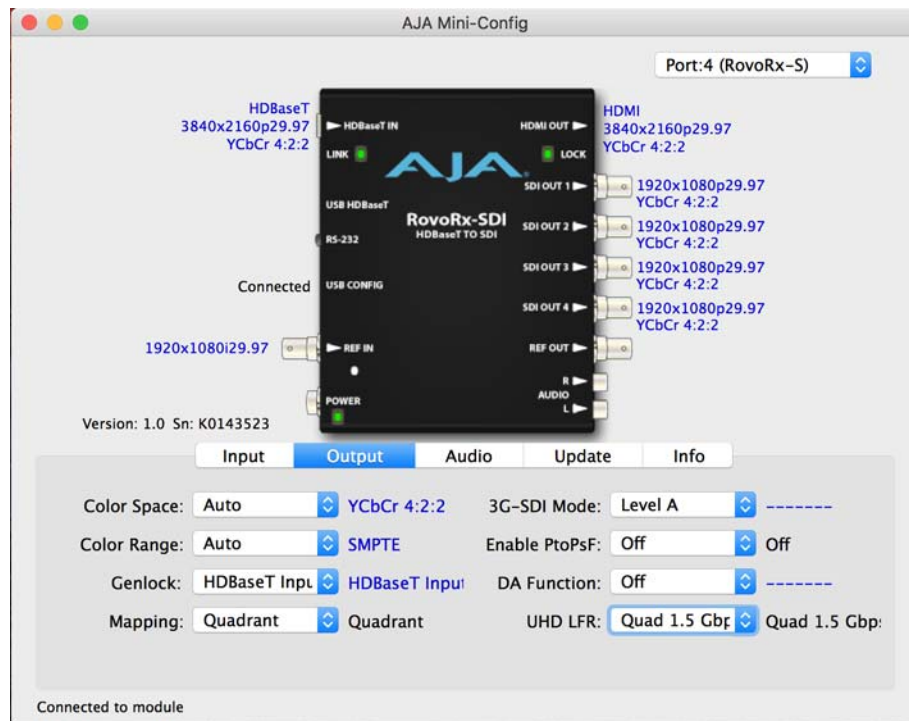 AJA Mini-Config
Port:4 (RovoRx-S)
HDBaseT
3840x2160p29.97
YCbCr 4:2:2
HDBaseT IN
LINK
HDMI OUT
LOCK
HDMI
3840x2160p29.97
YCbCr 4:2:2
AJA
SDI OUT 1
1920x1080p29.97
YCbCr 4:2:2
USB HDBaseT
RovoRx-SDI
HDBaseT TO SDI
SDI OUT 2
1920x1080p29.97
YCbCr 4:2:2
RS-232
SDI OUT 3
1920x1080p29.97
YCbCr 4:2:2
Connected
USB CONFIG
SDI OUT 4
1920x1080p29.97
YCbCr 4:2:2
1920x1080i29.97
REF IN
REF OUT
R
AUDIO
L
POWER
Version: 1.0 Sn: K0143523
Input Output Audio Update Info
Color Space: Auto YCbCr 4:2:2 3G-SDI Mode: Level A -------
Color Range: Auto SMPTE Enable PtoPsF: Off Off
Genlock: HDBaseT Inpu HDBaseT Input DA Function: Off -------
Mapping: Quadrant Quadrant UHD LFR: Quad 1.5 Gbp Quad 1.5 Gbps
Connected to module